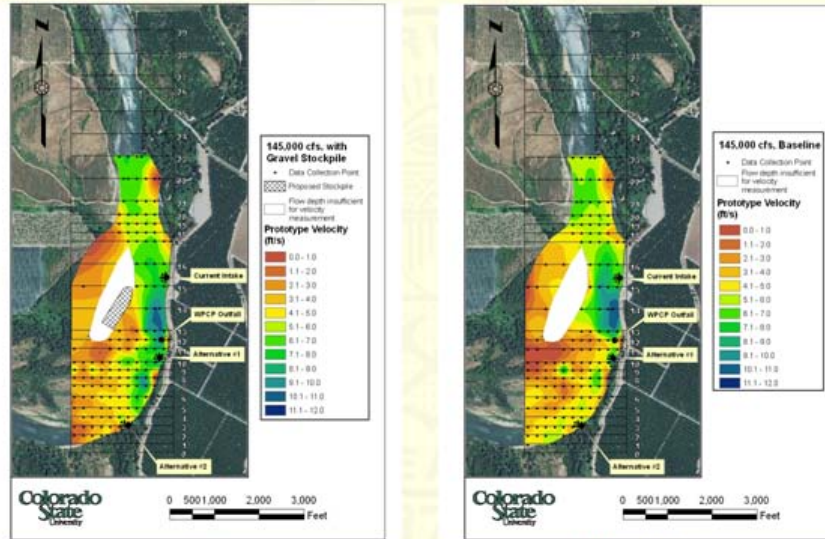 145,000 cfs, with
Gravel Stockpile
Data Collection Point
Proposed Stockpile
Flow depth insufficient
for velocity
measurement
Prototype Velocity
(ft/s)
0.0 - 1.0
1.1 - 2.0
2.1 - 3.0
3.1 - 4.0
4.1 - 5.0
5.1 - 6.0
6.1 - 7.0
7.1 - 8.0
8.1 - 9.0
9.1 - 10.0
10.1 - 11.0
11.1 - 12.0
Current Intake
WPCP Outfall
Alternative #1
Alternative #2
Colorado
State
University
0 500 1,000 2,000 3,000
Feet
145,000 cfs, Baseline
Data Collection Point
Flow depth insufficient
for velocity
measurement
Prototype Velocity
(ft/s)
0.0 - 1.0
1.1 - 2.0
2.1 - 3.0
3.1 - 4.0
4.1 - 5.0
5.1 - 6.0
6.1 - 7.0
7.1 - 8.0
8.1 - 9.0
9.1 - 10.0
10.1 - 11.0
11.1 - 12.0
Current Intake
WPCP Outfall
Alternative #1
Alternative #2
Colorado
State
University
0 500 1,000 2,000 3,000
Feet